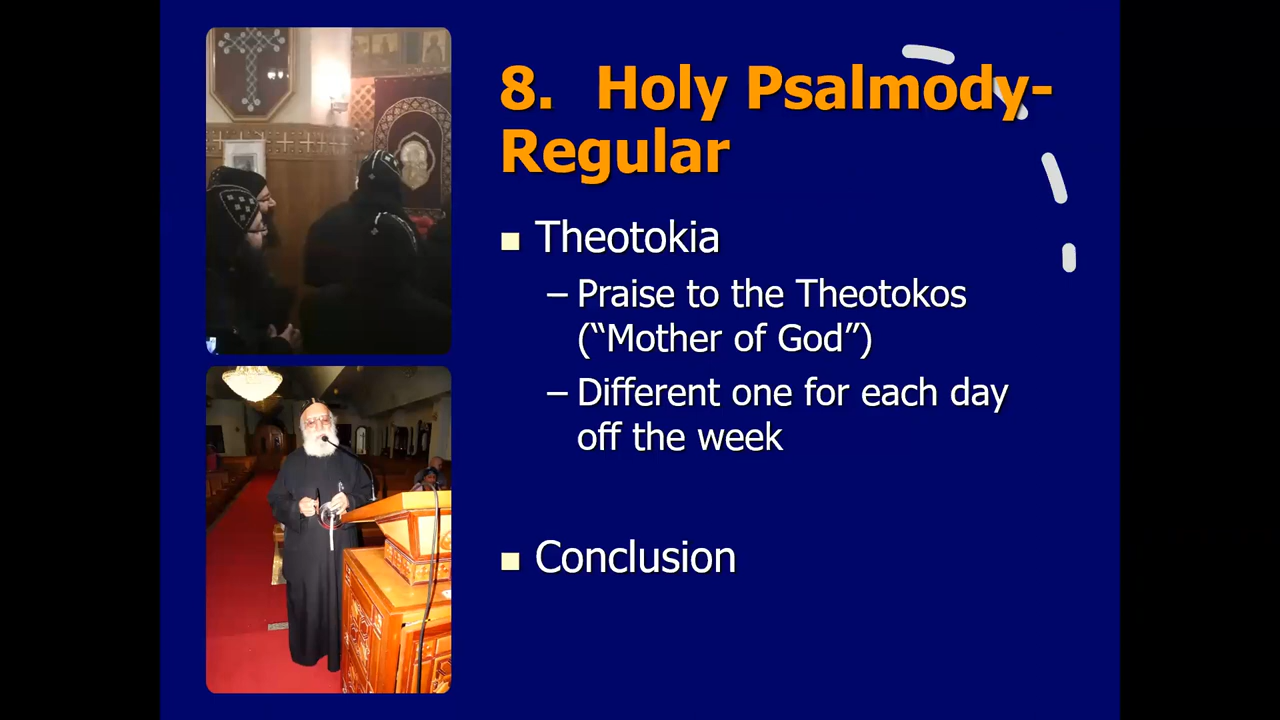 8. Holy Psalmody-
Regular
Theotokia
– Praise to the Theotokos
(“Mother of God”)
– Different one for each day
off the week
Conclusion